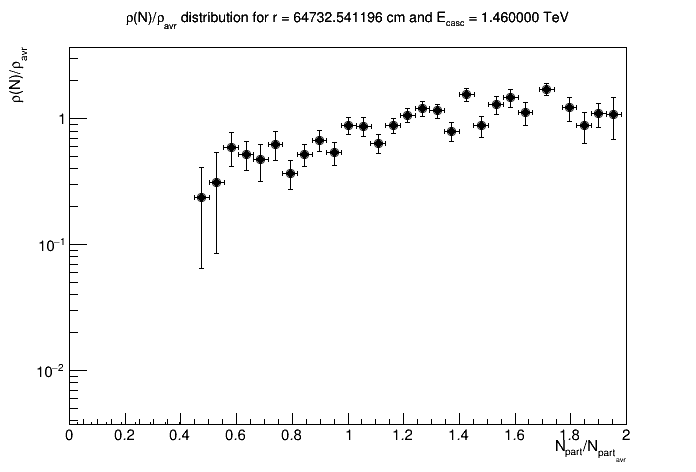 ρ(N)/ρavr distribution for r = 64732.541196 cm and Ecasc = 1.460000 TeV
ρ(N)/ρavr
1
10−1
10−2
0 0.2 0.4 0.6 0.8 1 1.2 1.4 1.6 1.8 2
Npart/Npartavr